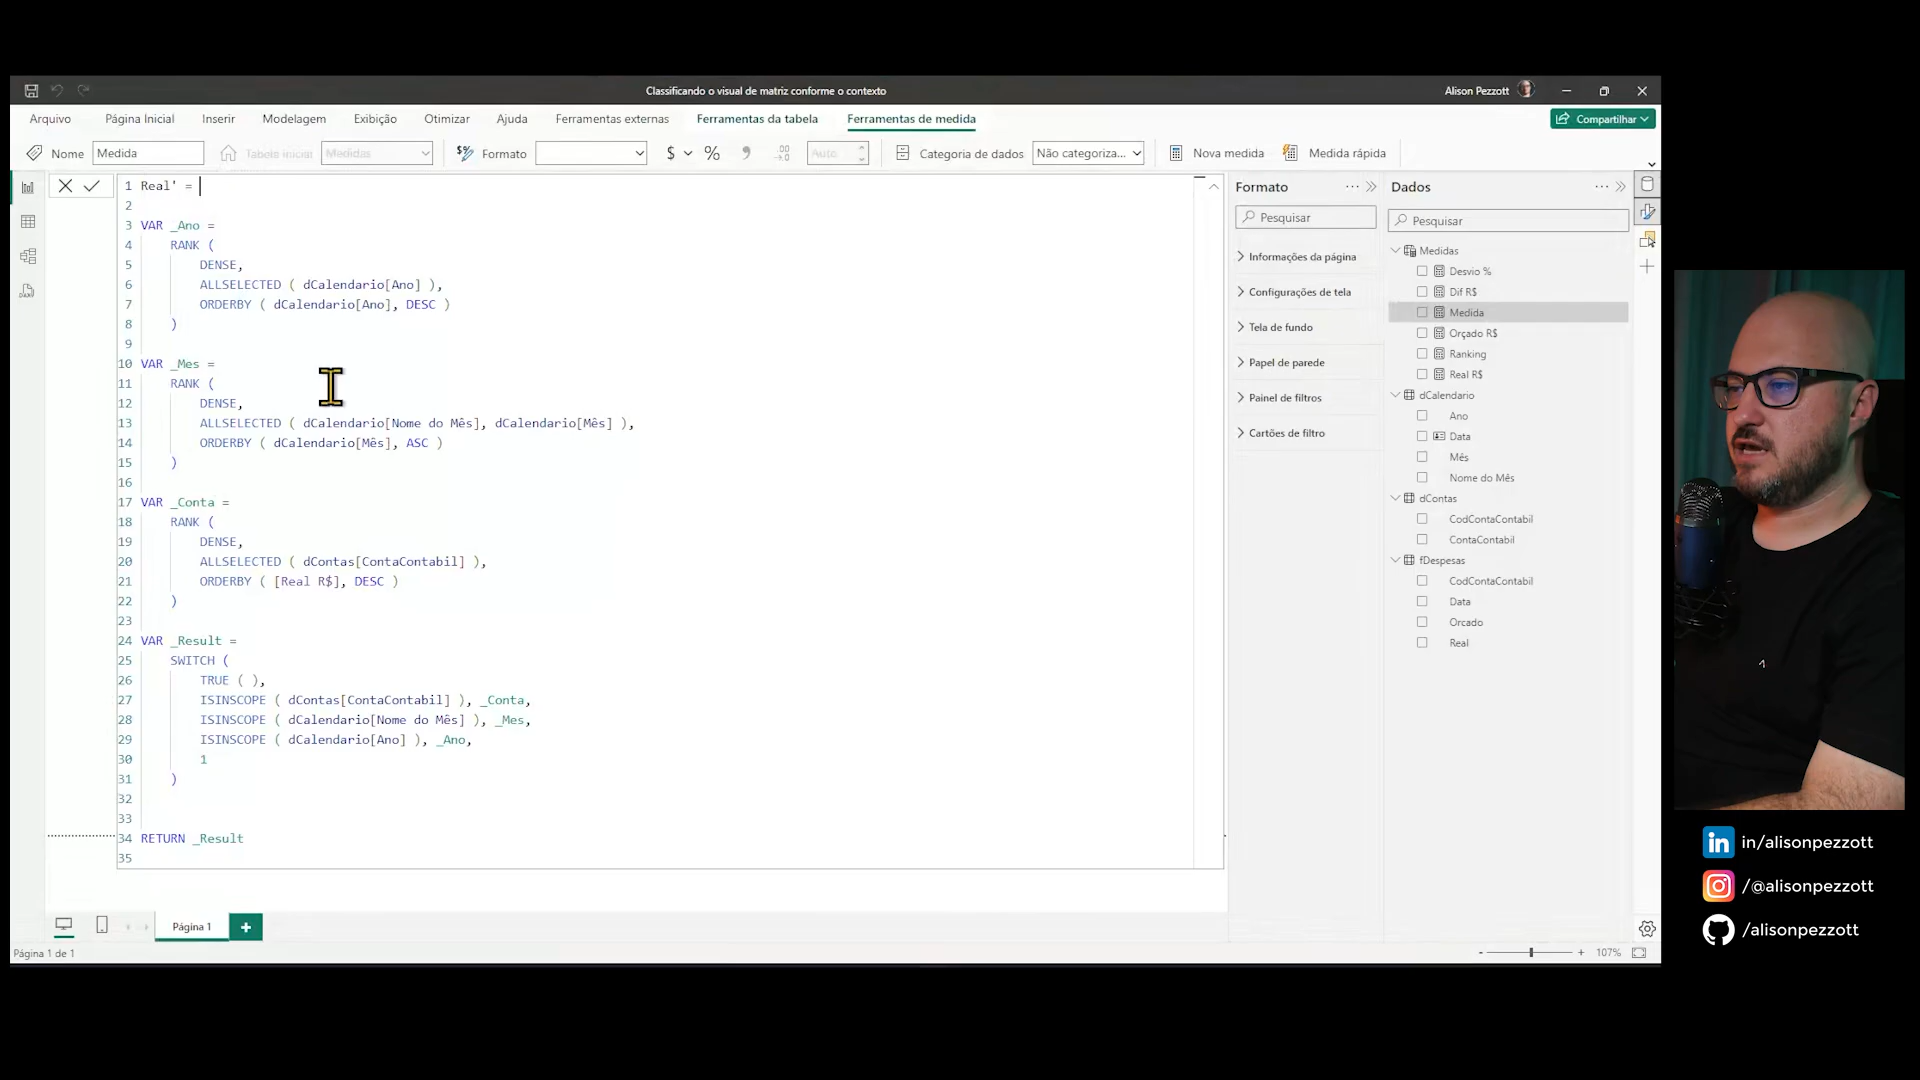 Classificando o visual de matriz conforme o contexto
Alison Pezzott
Arquivo Página Inicial Inserir Modelagem Exibição Otimizar Ajuda Ferramentas externas Ferramentas da tabela Ferramentas de medida
Compartilhar
Nome Medida Tabela inicial Medidas Formato $ % Auto Categoria de dados Não categoriza... Nova medida Medida rápida
1 Real' =
2
3 VAR _Ano =
4 RANK (
5 DENSE,
6 ALLSELECTED ( dCalendario[Ano] ),
7 ORDERBY ( dCalendario[Ano], DESC )
8 )
9
10 VAR _Mes =
11 RANK (
12 DENSE,
13 ALLSELECTED ( dCalendario[Nome do Mês], dCalendario[Mês] ),
14 ORDERBY ( dCalendario[Mês], ASC )
15 )
16
17 VAR _Conta =
18 RANK (
19 DENSE,
20 ALLSELECTED ( dContas[ContaContabil] ),
21 ORDERBY ( [Real R$], DESC )
22 )
23
24 VAR _Result =
25 SWITCH (
26 TRUE ( ),
27 ISINSCOPE ( dContas[ContaContabil] ), _Conta,
28 ISINSCOPE ( dCalendario[Nome do Mês] ), _Mes,
29 ISINSCOPE ( dCalendario[Ano] ), _Ano,
30 1
31 )
32
33
34 RETURN _Result
35
Formato
Pesquisar
Informações da página
Configurações de tela
Tela de fundo
Papel de parede
Painel de filtros
Cartões de filtro
Dados
Pesquisar
Medidas
Desvio %
Dif R$
Medida
Orçado R$
Ranking
Real R$
dCalendario
Ano
Data
Mês
Nome do Mês
dContas
CodContaContabil
ContaContabil
fDespesas
CodContaContabil
Data
Orcado
Real
Página 1
Página 1 de 1
107%
in/alisonpezzott
/@alisonpezzott
/alisonpezzott